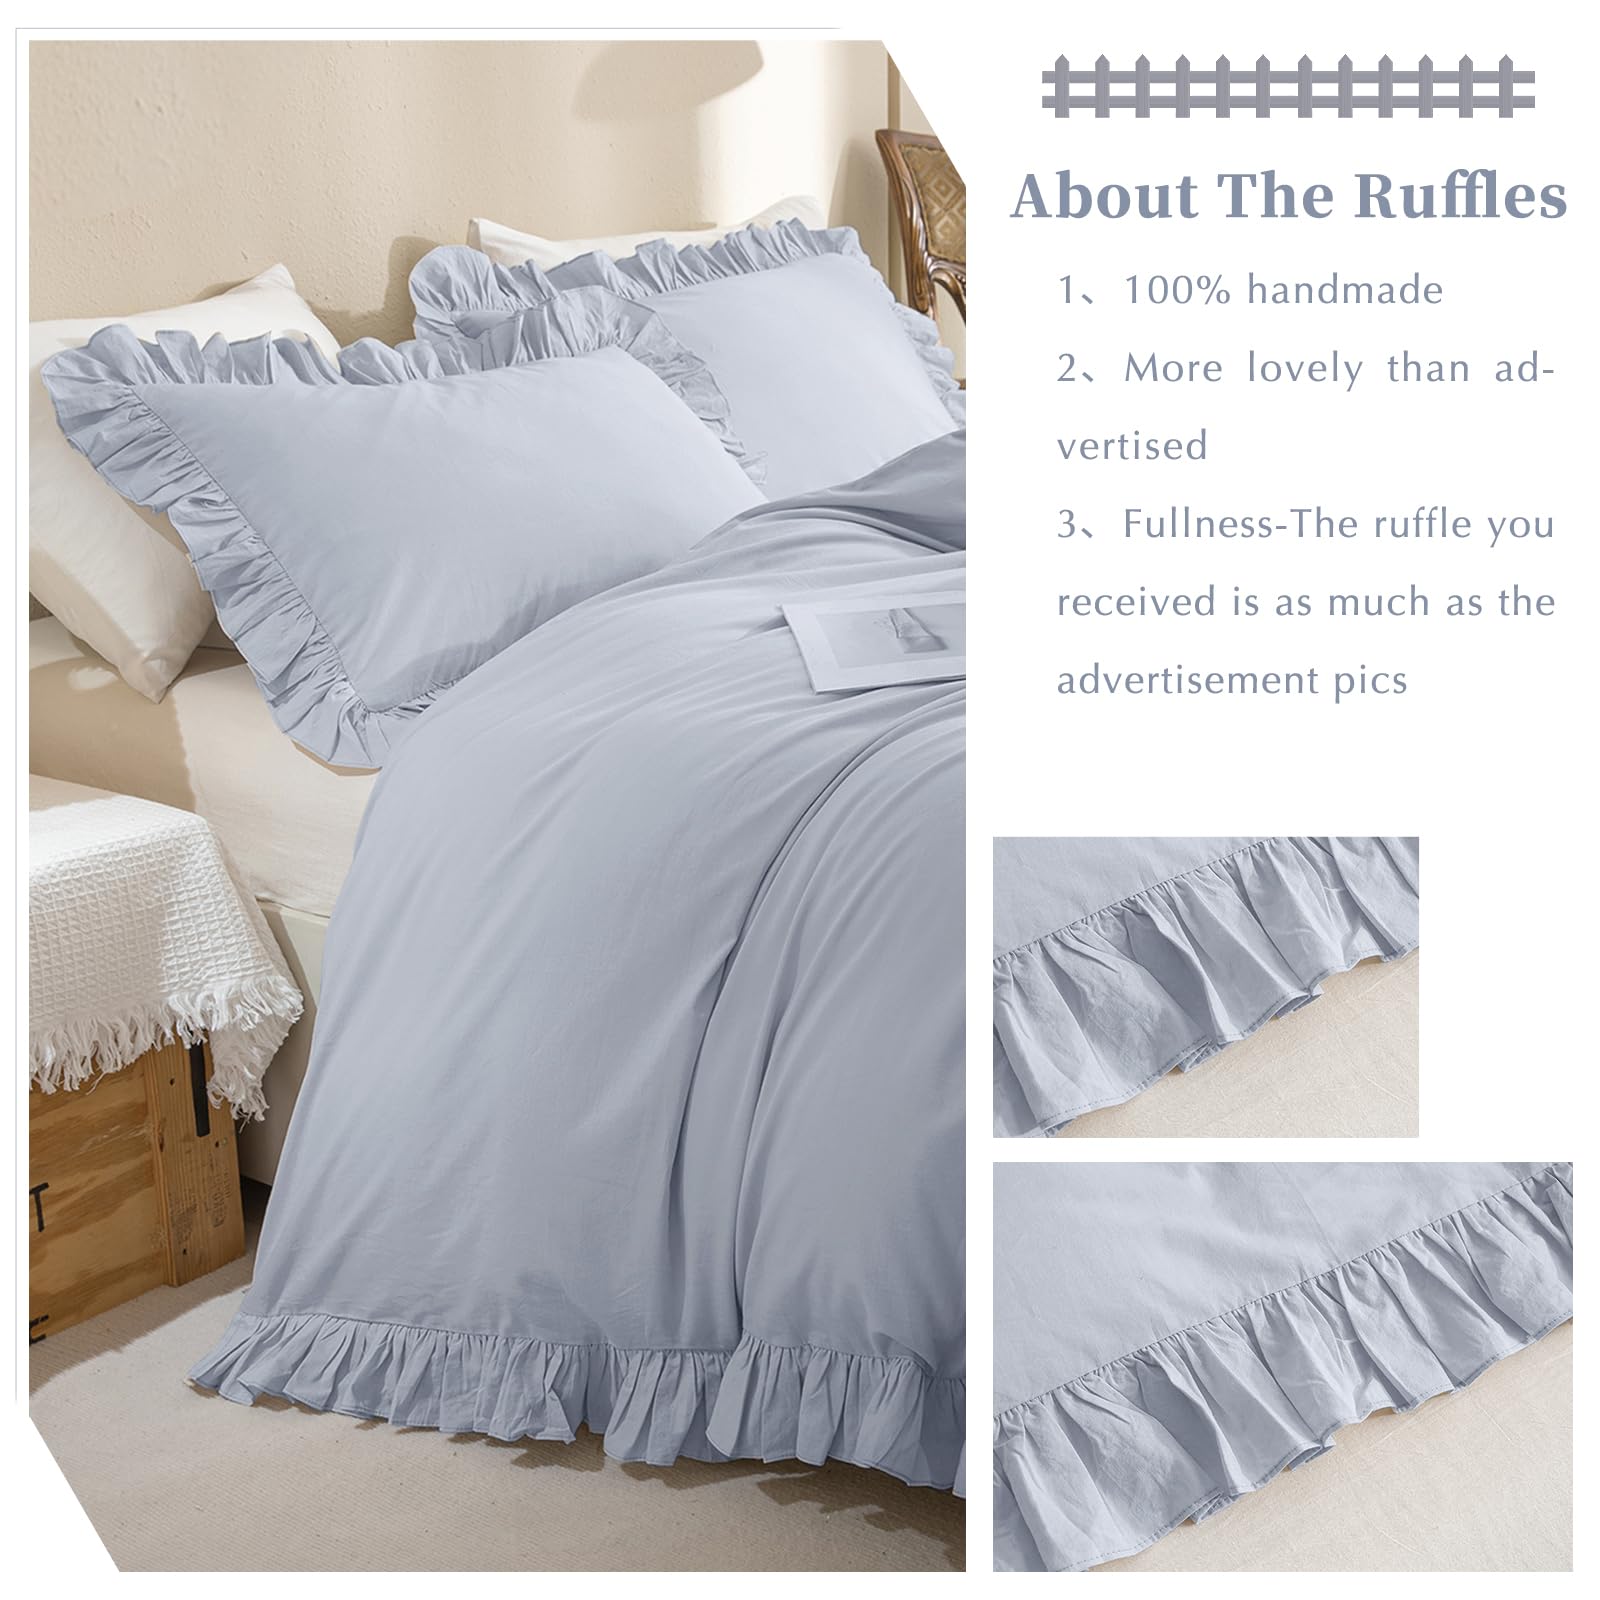 About The Ruffles
1、100% handmade
2、More lovely than ad-
vertised
3、Fullness-The ruffle you
received is as much as the
advertisement pics